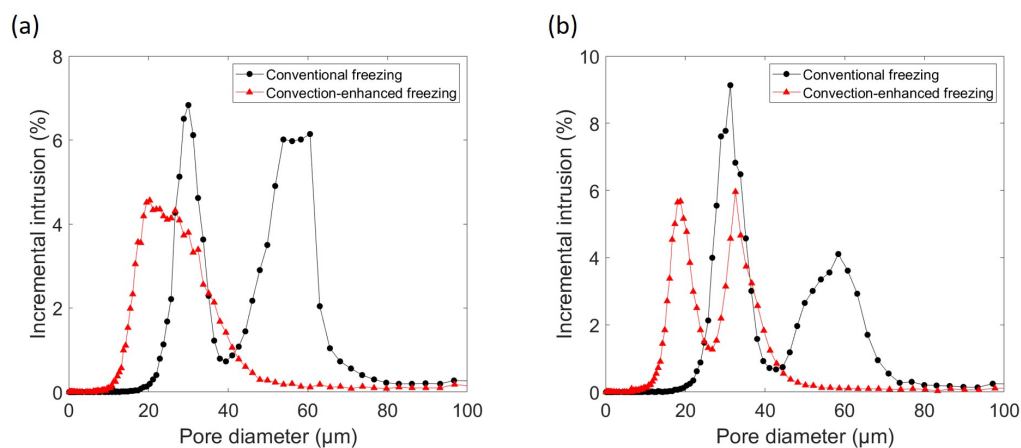 (a)
8
6
4
2
0
0 20 40 60 80 100
Incremental intrusion (%)
Pore diameter (µm)
Conventional freezing
Convection-enhanced freezing
(b)
10
8
6
4
2
0
0 20 40 60 80 100
Incremental intrusion (%)
Pore diameter (µm)
Conventional freezing
Convection-enhanced freezing